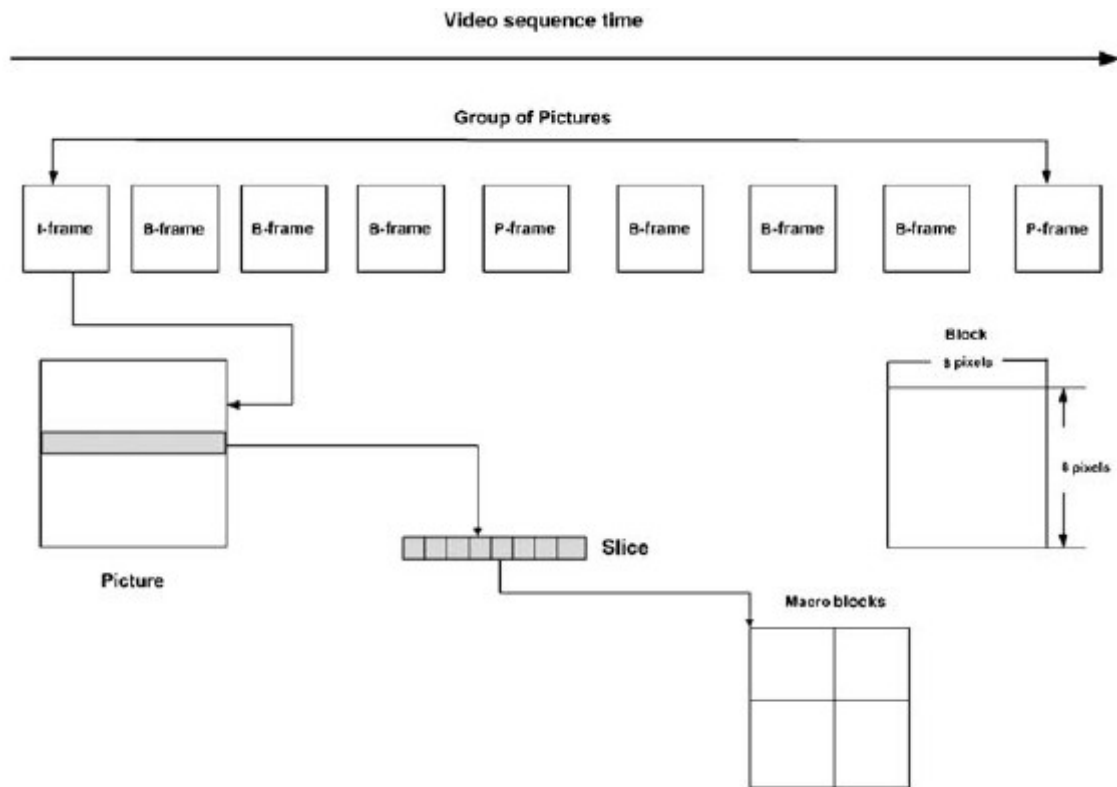 Video sequence time
Group of Pictures
I-frame B-frame B-frame B-frame P-frame B-frame B-frame B-frame P-frame
Block
8 pixels
8 pixels
Slice
Picture
Macro blocks